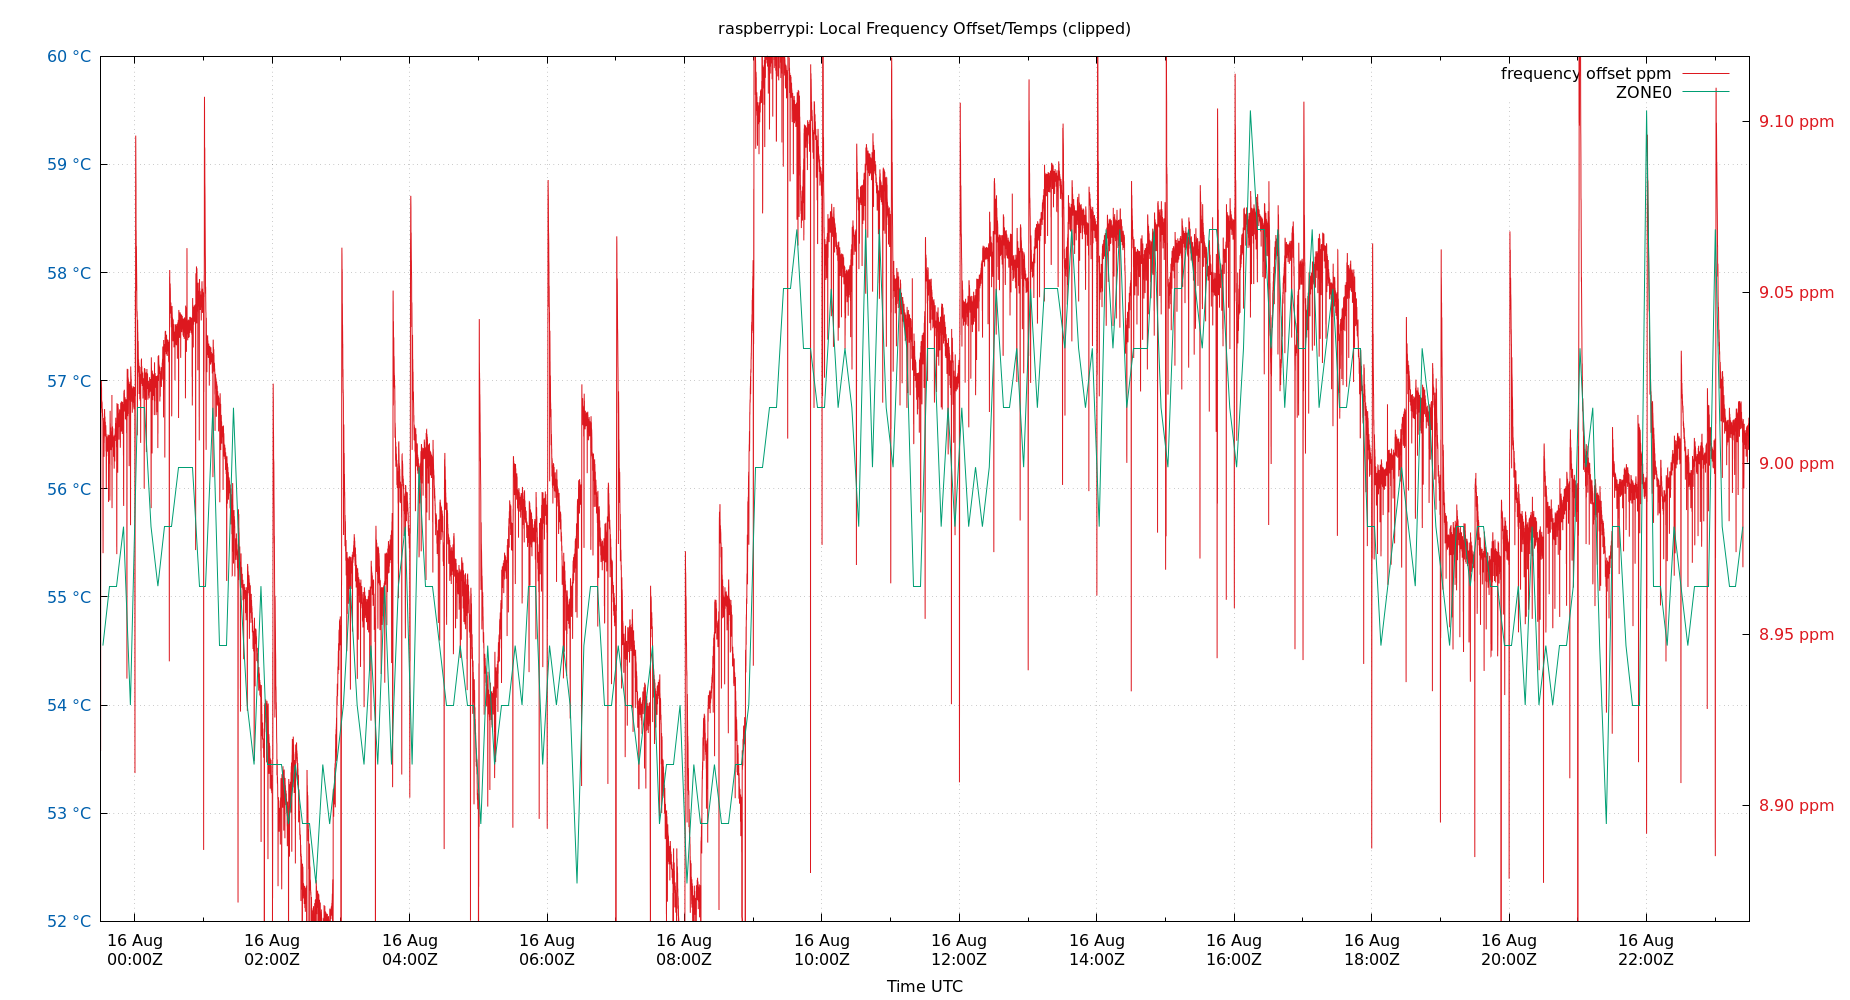 raspberrypi: Local Frequency Offset/Temps (clipped)
60 °C
59 °C
58 °C
57 °C
56 °C
55 °C
54 °C
53 °C
52 °C
frequency offset ppm
ZONE0
9.10 ppm
9.05 ppm
9.00 ppm
8.95 ppm
8.90 ppm
16 Aug 16 Aug 16 Aug 16 Aug 16 Aug 16 Aug 16 Aug 16 Aug 16 Aug 16 Aug 16 Aug 16 Aug
00:00Z 02:00Z 04:00Z 06:00Z 08:00Z 10:00Z 12:00Z 14:00Z 16:00Z 18:00Z 20:00Z 22:00Z
Time UTC